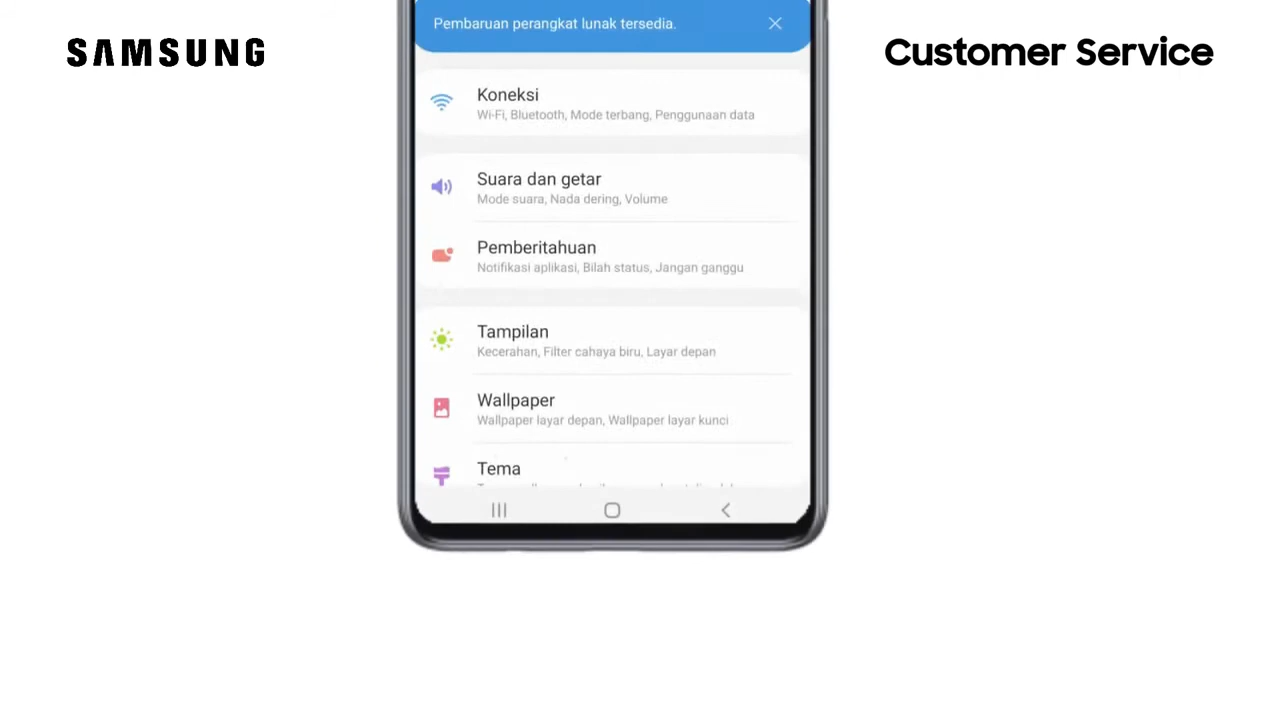 SAMSUNG
Customer Service
Pembaruan perangkat lunak tersedia.
Koneksi
Wi-Fi, Bluetooth, Mode terbang, Penggunaan data
Suara dan getar
Mode suara, Nada dering, Volume
Pemberitahuan
Notifikasi aplikasi, Bilah status, Jangan ganggu
Tampilan
Kecerahan, Filter cahaya biru, Layar depan
Wallpaper
Wallpaper layar depan, Wallpaper layar kunci
Tema